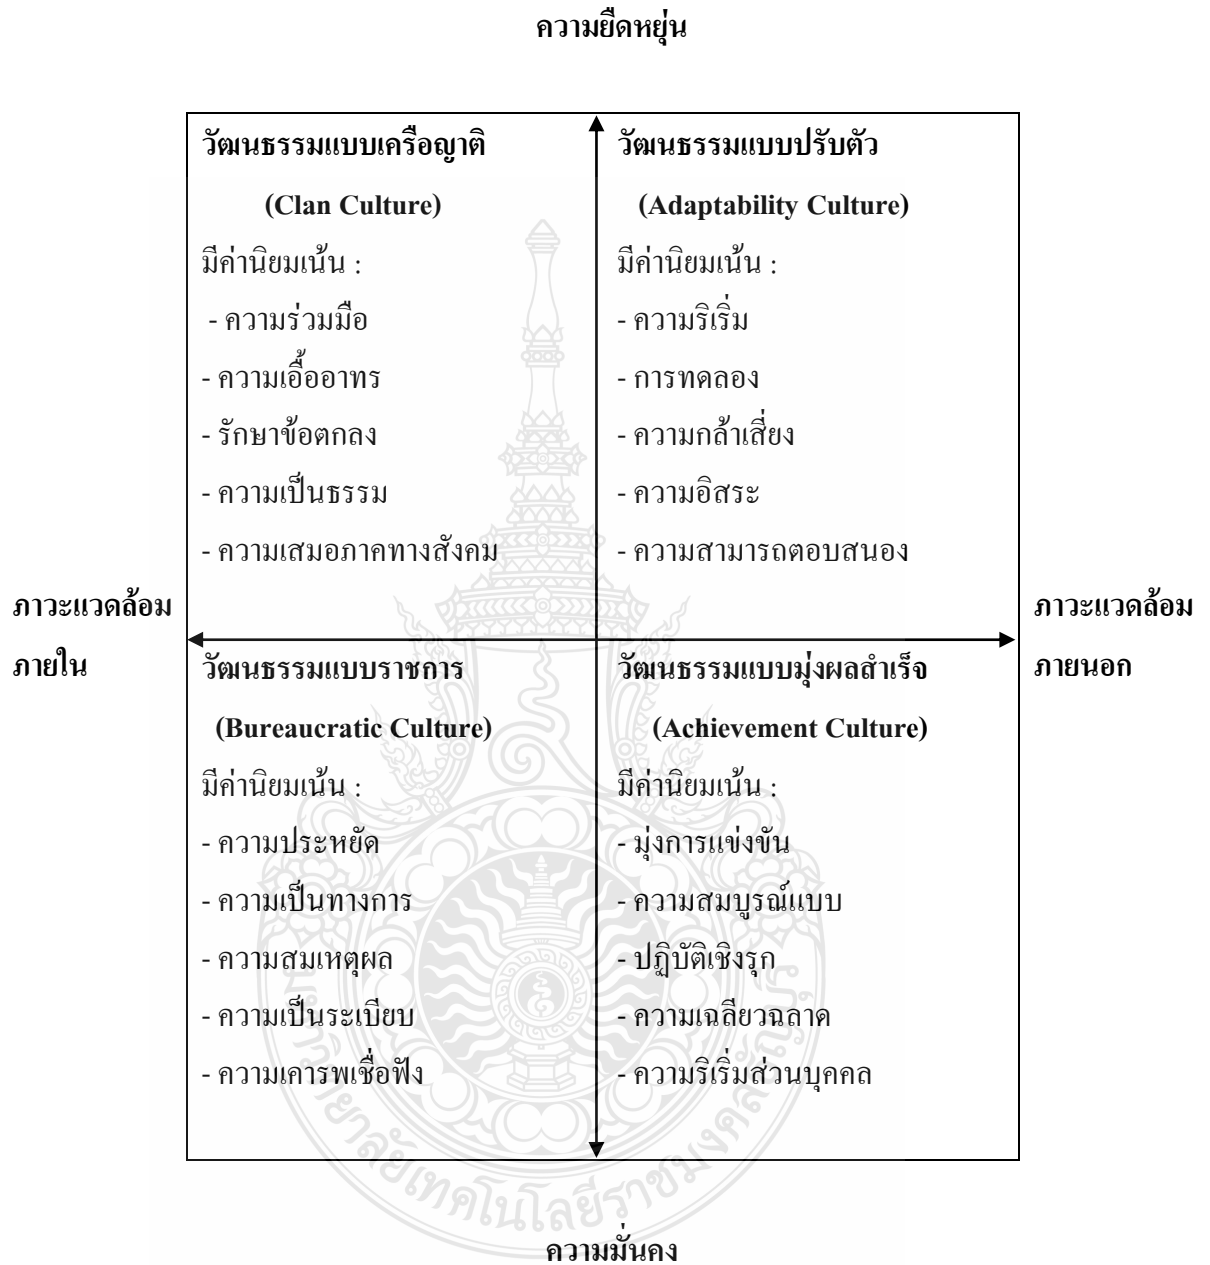 ความยืดหยุ่น
วัฒนธรรมแบบเครือญาติ
(Clan Culture)
มีค่านิยมเน้น :
- ความร่วมมือ
- ความเอื้ออาทร
- รักษาข้อตกลง
- ความเป็นธรรม
- ความเสมอภาคทางสังคม
วัฒนธรรมแบบปรับตัว
(Adaptability Culture)
มีค่านิยมเน้น :
- ความริเริ่ม
- การทดลอง
- ความกล้าเสี่ยง
- ความอิสระ
- ความสามารถตอบสนอง
ภาวะแวดล้อม
ภายใน
ภาวะแวดล้อม
ภายนอก
วัฒนธรรมแบบราชการ
(Bureaucratic Culture)
มีค่านิยมเน้น :
- ความประหยัด
- ความเป็นทางการ
- ความสมเหตุผล
- ความเป็นระเบียบ
- ความเคารพเชื่อฟัง
วัฒนธรรมแบบมุ่งผลสำเร็จ
(Achievement Culture)
มีค่านิยมเน้น :
- มุ่งการแข่งขัน
- ความสมบูรณ์แบบ
- ปฏิบัติเชิงรุก
- ความเฉลียวฉลาด
- ความริเริ่มส่วนบุคคล
ความมั่นคง